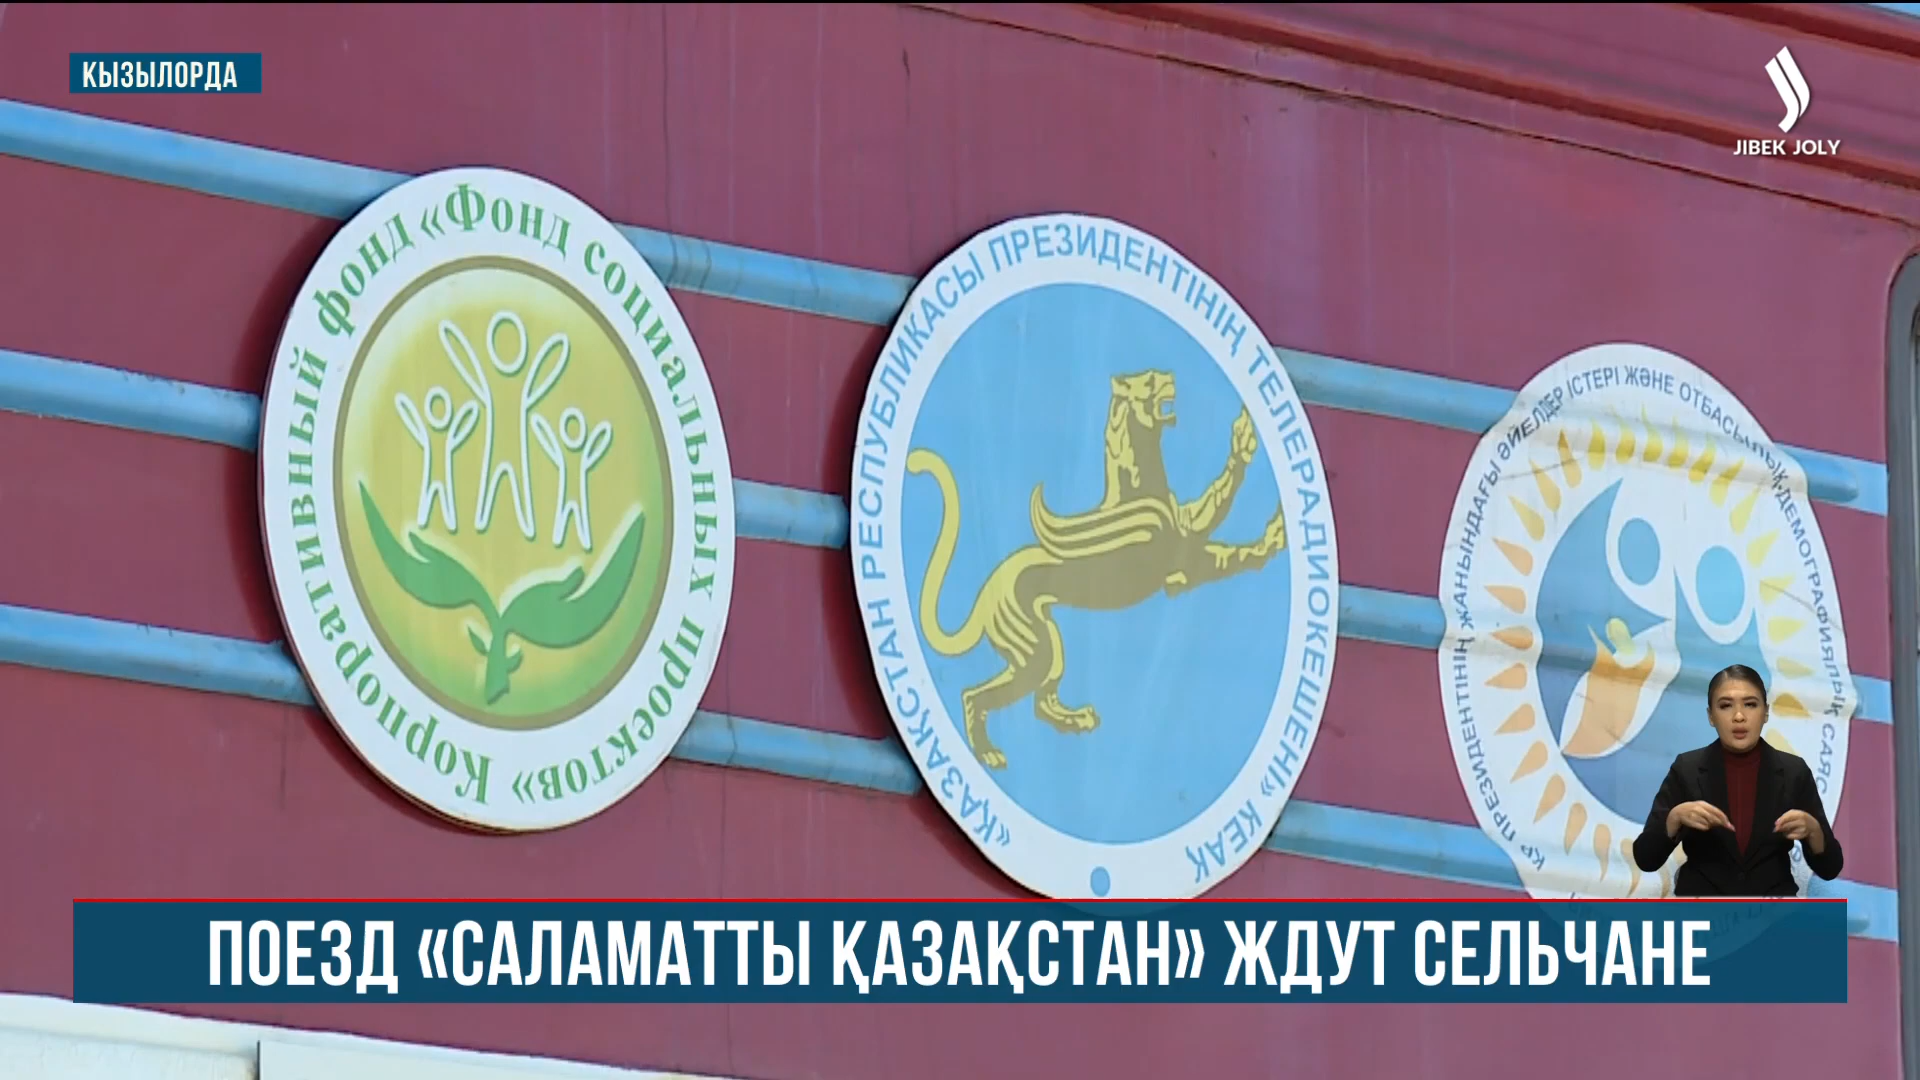 КЫЗЫЛОРДА
JIBEK JOLY
Корпоративный фонд «Фонд социальных проектов»
«ҚАЗАҚСТАН РЕСПУБЛИКАСЫ ПРЕЗИДЕНТІНІҢ ТЕЛЕРАДИОКЕШЕНІ» КЕАҚ
ҚР ПРЕЗИДЕНТІНІҢ ЖАНЫНДАҒЫ ӘЙЕЛДЕР ІСТЕРІ ЖӘНЕ ОТБАСЫЛЫҚ-ДЕМОГРАФИЯЛЫҚ
ПОЕЗД «САЛАМАТТЫ ҚАЗАҚСТАН» ЖДУТ СЕЛЬЧАНЕ